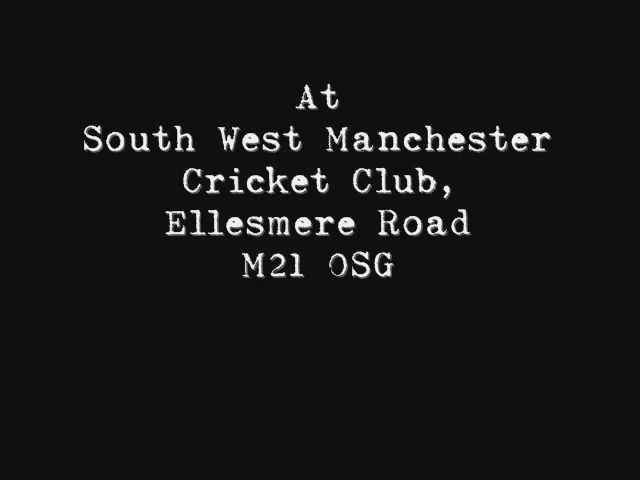 At
South West Manchester
Cricket Club,
Ellesmere Road
M21 0SG